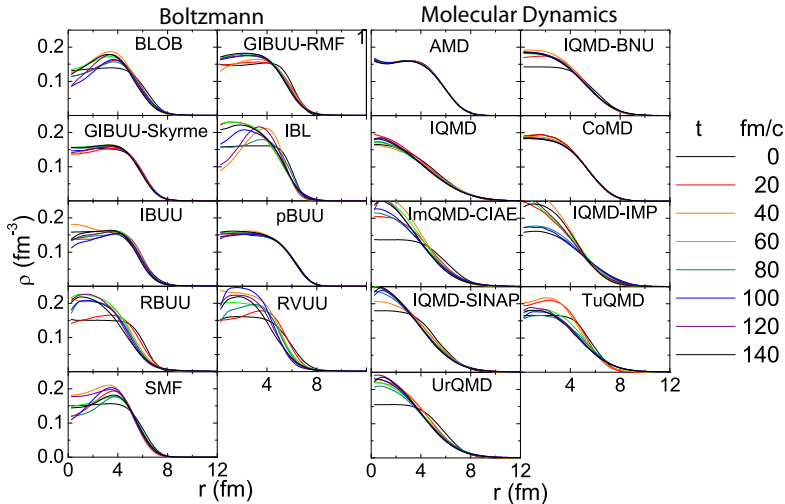 Boltzmann
Molecular Dynamics
BLOB
GIBUU-RMF
1
AMD
IQMD-BNU
0.2
0.1
GIBUU-Skyrme
IBL
IQMD
CoMD
0.2
0.1
IBUU
pBUU
ImQMD-CIAE
IQMD-IMP
0.2
0.1
RBUU
RVUU
IQMD-SINAP
TuQMD
0.2
0.1
SMF
UrQMD
0.2
0.1
0.0
ρ (fm-3)
4 8 12
0 4 8 12
0 4 8 12
r (fm)
r (fm)
t fm/c
0
20
40
60
80
100
120
140